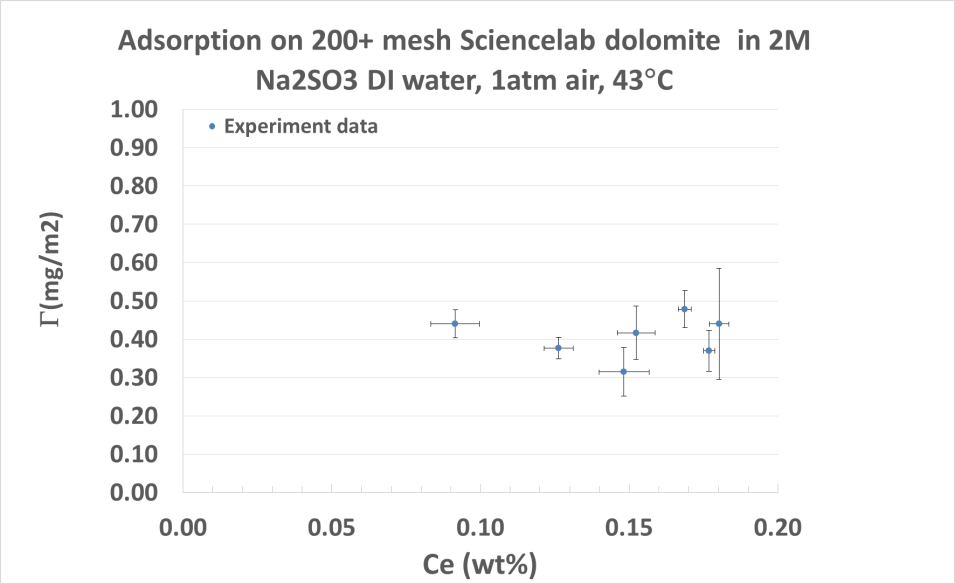 Adsorption on 200+ mesh Sciencelab dolomite in 2M
Na2SO3 DI water, 1atm air, 43°C
1.00
Experiment data
0.90
0.80
0.70
0.60
0.50
0.40
0.30
0.20
0.10
0.00
Γ(mg/m2)
0.00 0.05 0.10 0.15 0.20
Ce (wt%)